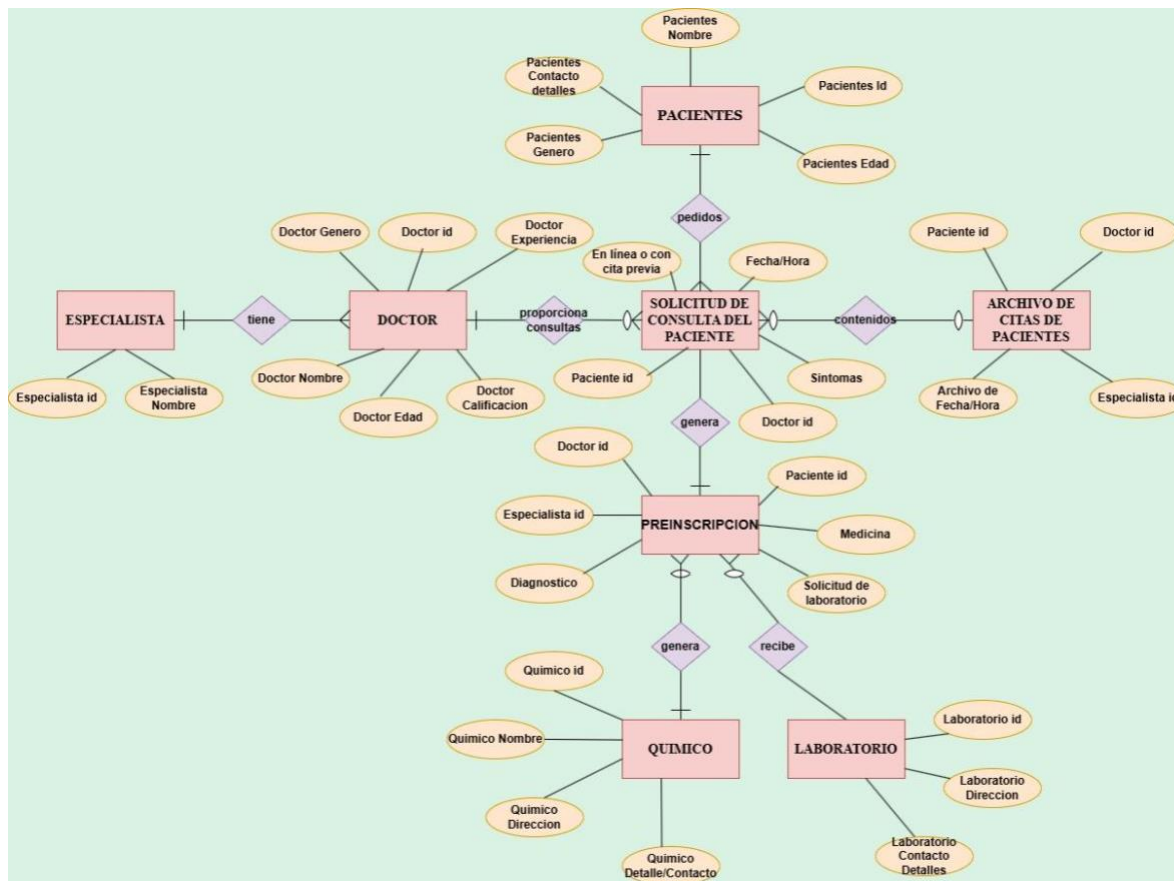 Pacientes
Nombre
Pacientes
Contacto
detalles
Pacientes Id
PACIENTES
Pacientes
Genero
Pacientes Edad
pedidos
Doctor Genero
Doctor id
Doctor
Experiencia
En línea o con
cita previa
Fecha/Hora
Paciente id
Doctor id
ESPECIALISTA
tiene
DOCTOR
proporciona
consultas
SOLICITUD DE
CONSULTA DEL
PACIENTE
contenidos
ARCHIVO DE
CITAS DE
PACIENTES
Especialista id
Especialista
Nombre
Doctor Nombre
Doctor Edad
Doctor
Calificacion
Paciente id
Sintomas
Doctor id
Archivo de
Fecha/Hora
Especialista id
genera
Doctor id
Paciente id
Especialista id
PREINSCRIPCION
Medicina
Diagnostico
Solicitud de
laboratorio
genera
recibe
Quimico id
Quimico Nombre
QUIMICO
LABORATORIO
Laboratorio id
Quimico
Direccion
Laboratorio
Direccion
Quimico
Detalle/Contacto
Laboratorio
Contacto
Detalles